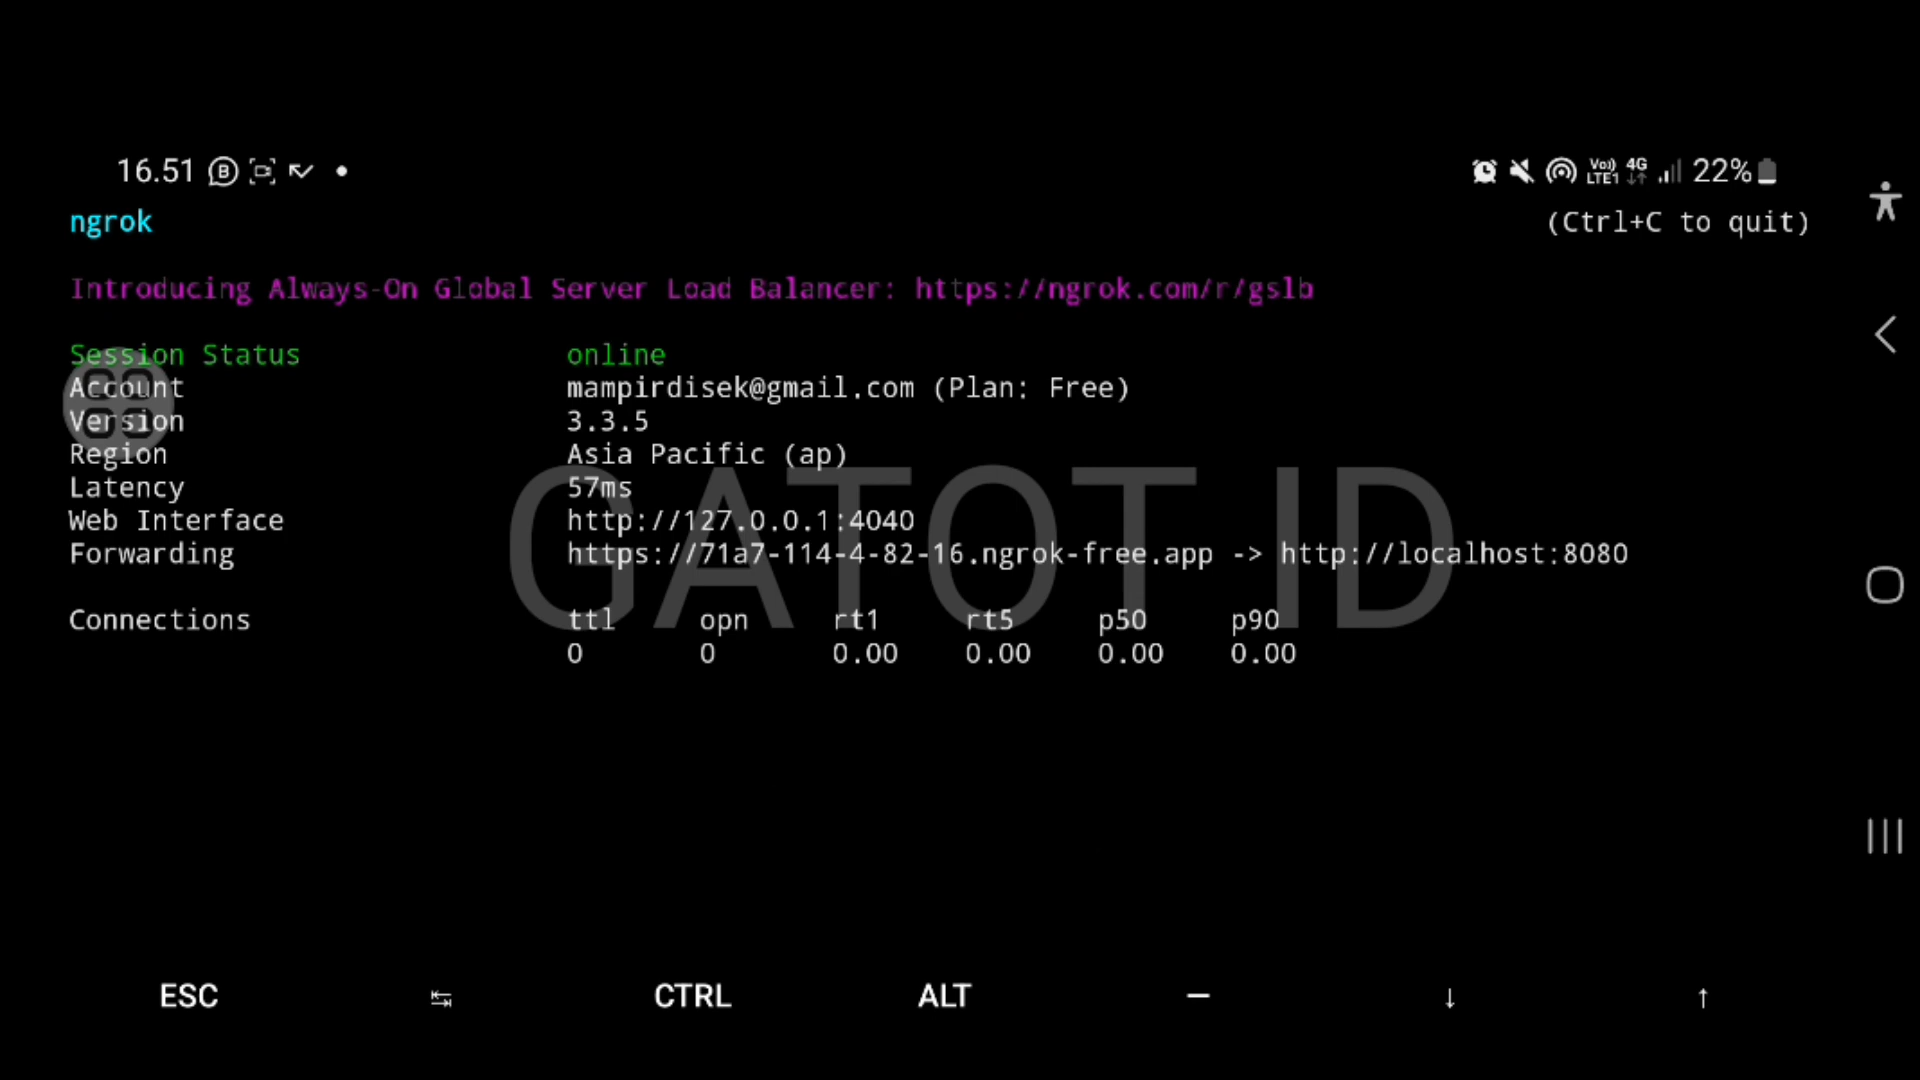 16.51 4G 22%
Vo)) LTE1
ngrok (Ctrl+C to quit)
Introducing Always-On Global Server Load Balancer: https://ngrok.com/r/gslb
Session Status online
Account mampirdisek@gmail.com (Plan: Free)
Version 3.3.5
Region Asia Pacific (ap)
Latency 57ms
Web Interface http://127.0.0.1:4040
Forwarding https://71a7-114-4-82-16.ngrok-free.app -> http://localhost:8080
GATOT ID
Connections ttl opn rt1 rt5 p50 p90
0 0 0.00 0.00 0.00 0.00
ESC CTRL ALT — ↓ ↑